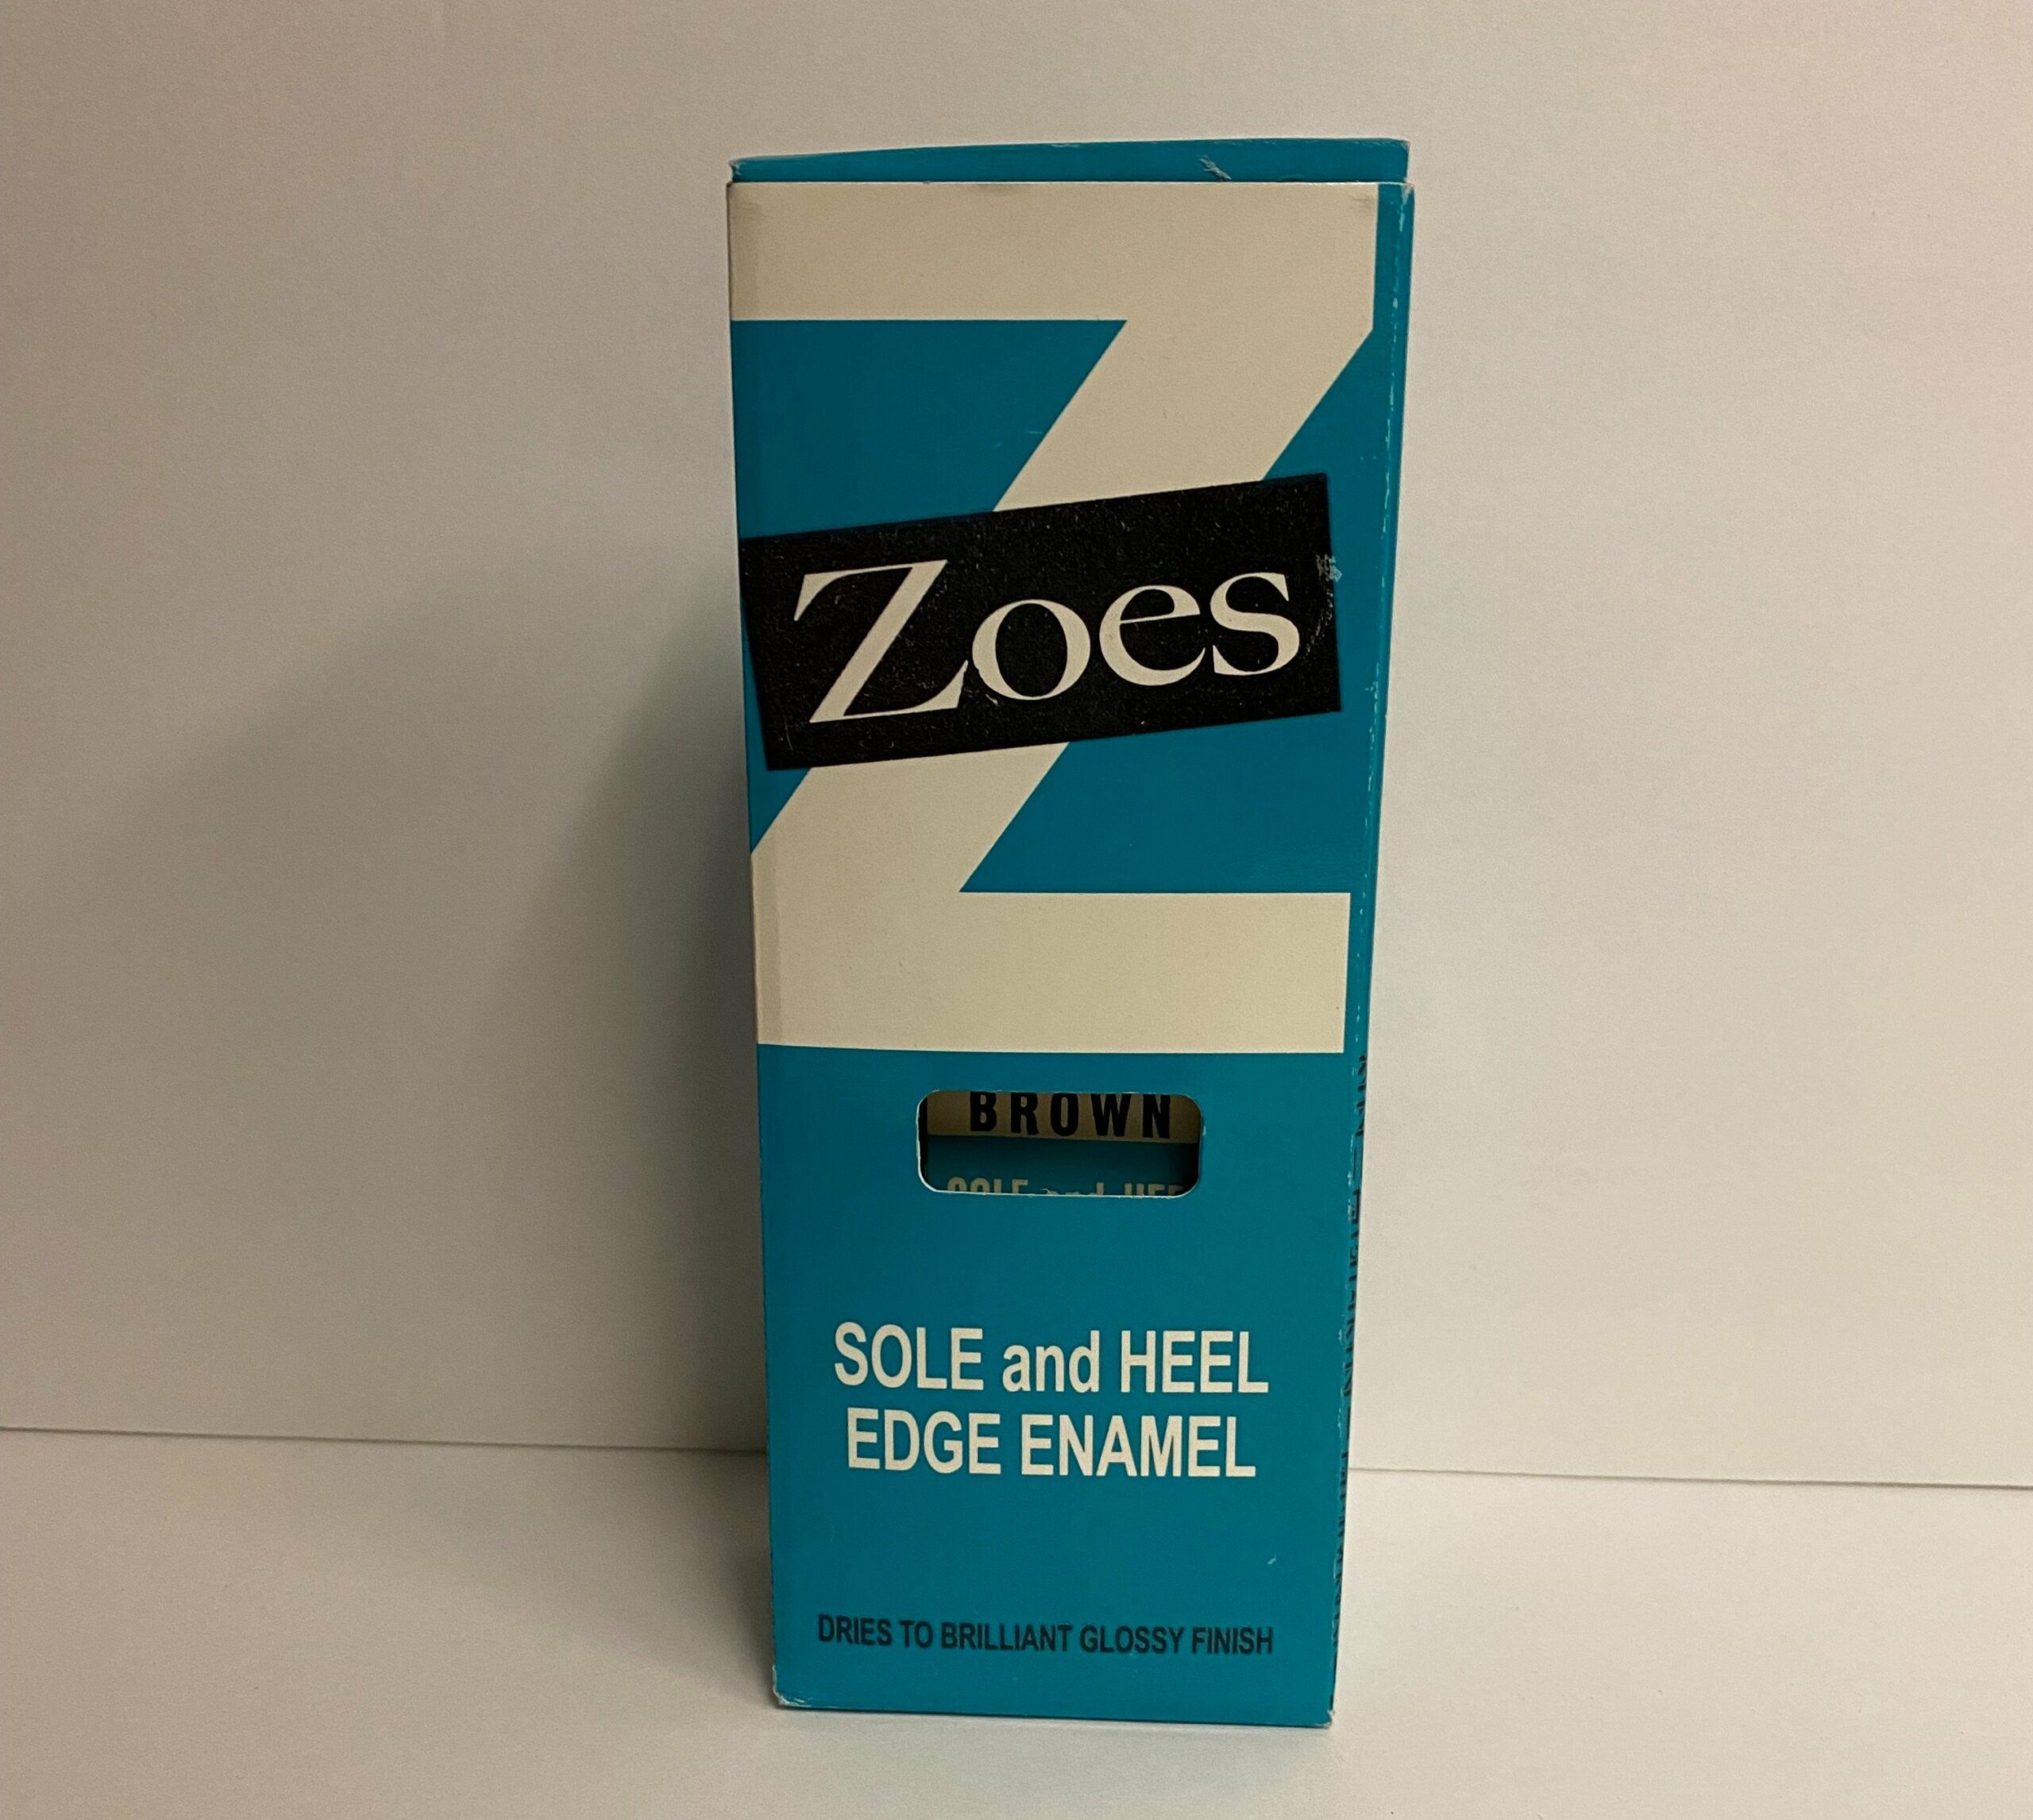 Zoes
BROWN
SOLE and HEEL
EDGE ENAMEL
DRIES TO BRILLIANT GLOSSY FINISH